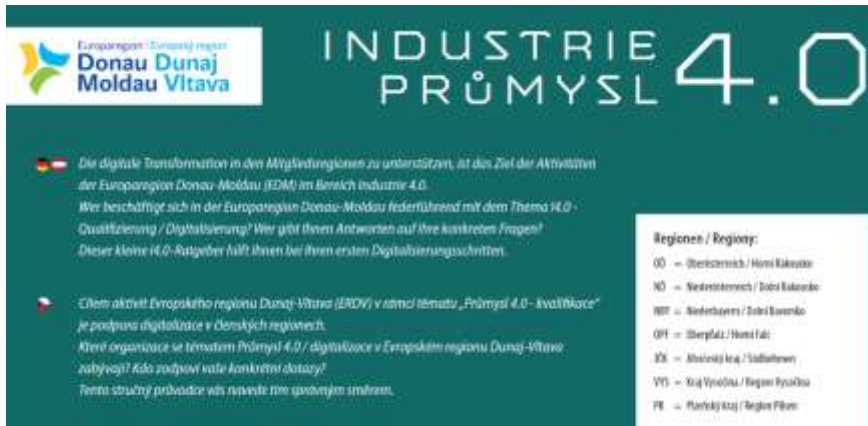 Europaregion / Evropský region
Donau Dunaj
Moldau Vltava
INDUSTRIE
PRŮMYSL
4.0
Die digitale Transformation in den Mitgliedsregionen zu unterstützen, ist das Ziel der Aktivitäten
der Europaregion Donau-Moldau (EDM) im Bereich Industrie 4.0.
Wer beschäftigt sich in der Europaregion Donau-Moldau federführend mit dem Thema I4.0 -
Qualifizierung / Digitalisierung? Wer gibt Ihnen Antworten auf Ihre konkreten Fragen?
Dieser kleine I4.0-Ratgeber hilft Ihnen bei Ihren ersten Digitalisierungsschritten.
Cílem aktivit Evropského regionu Dunaj-Vltava (ERDV) v rámci tématu „Průmysl 4.0 - kvalifikace“
je podpora digitalizace v členských regionech.
Které organizace se tématem Průmysl 4.0 / digitalizace v Evropském regionu Dunaj-Vltava
zabývají? Kdo zodpoví vaše konkrétní dotazy?
Tento stručný průvodce vás navede tím správným směrem.
Regionen / Regiony:
OÖ = Oberösterreich / Horní Rakousko
NÖ = Niederösterreich / Dolní Rakousko
NBY = Niederbayern / Dolní Bavorsko
OPF = Oberpfalz / Horní Falc
JČK = Jihočeský kraj / Südböhmen
VYS = Kraj Vysočina / Region Vysočina
PK = Plzeňský kraj / Region Pilsen